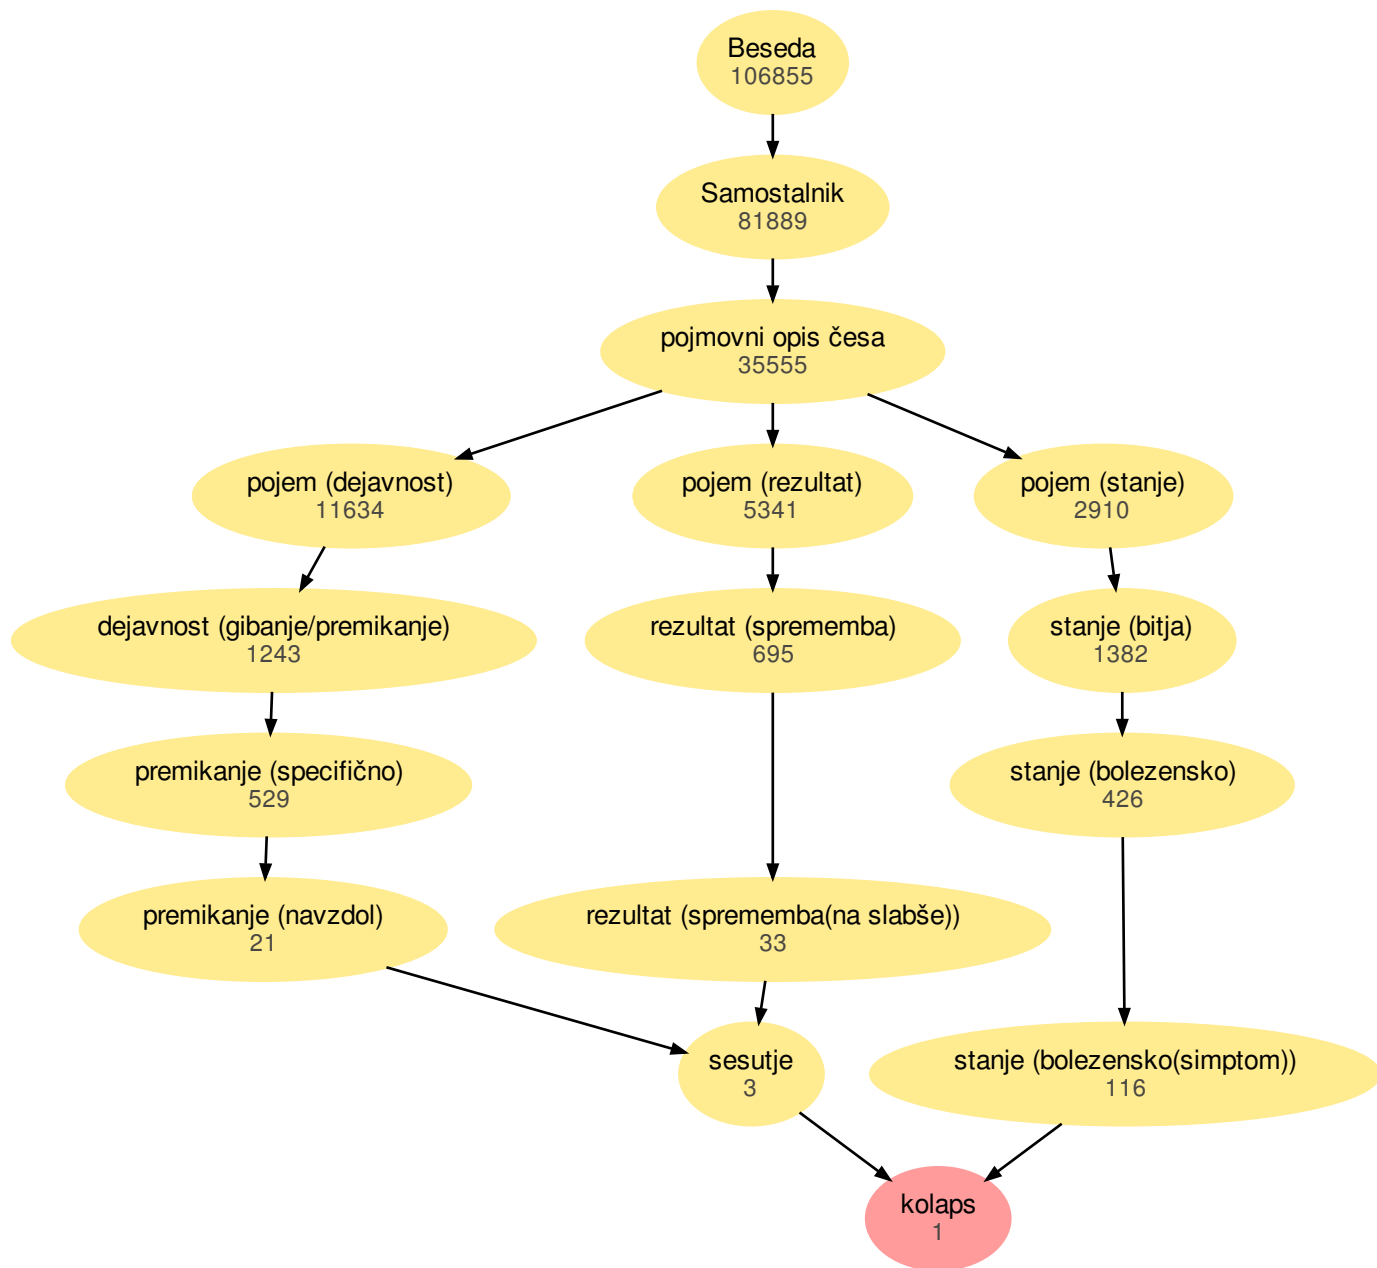 Beseda
106855
Samostalnik
81889
pojmovni opis česa
35555
pojem (dejavnost)
11634
pojem (rezultat)
5341
pojem (stanje)
2910
dejavnost (gibanje/premikanje)
1243
rezultat (sprememba)
695
stanje (bitja)
1382
premikanje (specifično)
529
stanje (bolezensko)
426
premikanje (navzdol)
21
rezultat (sprememba(na slabše))
33
sesutje
3
stanje (bolezensko(simptom))
116
kolaps
1